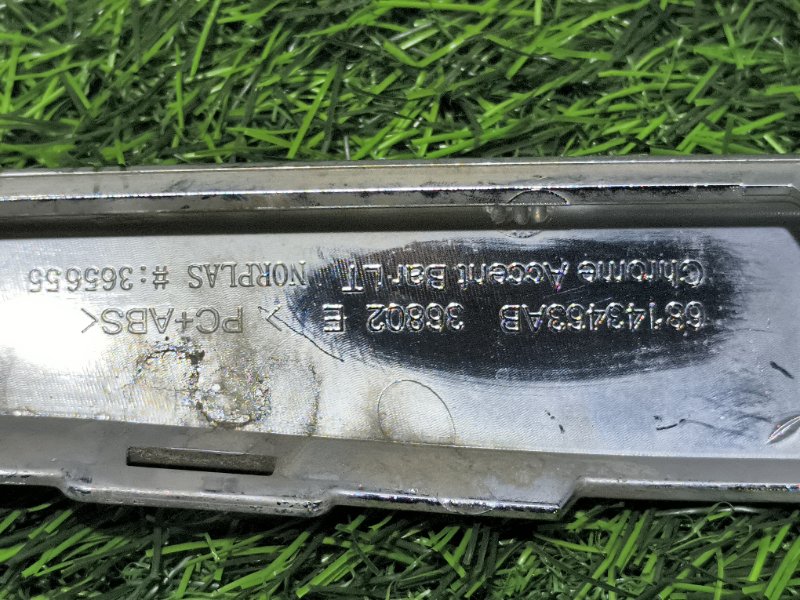 68143463AB 36802 E >PC+ABS<
Chrome Accent Bar LT NORPLAS #:365655